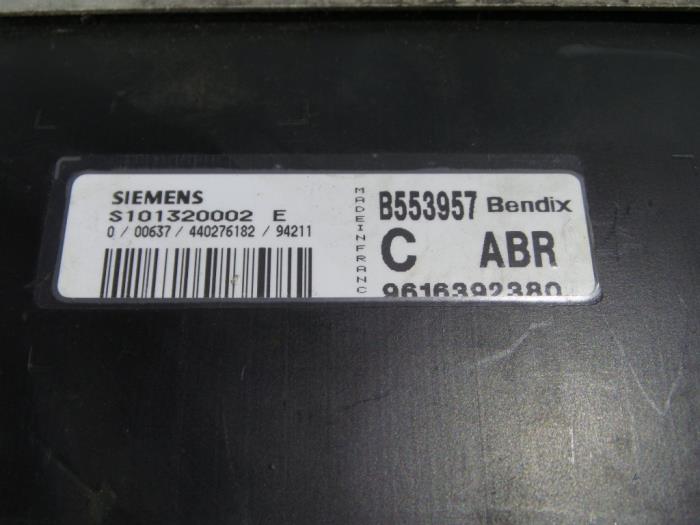 SIEMENS
S101320002 E
0 / 00637 / 440276182 / 94211
MADEINFRANC
B553957 Bendix
C ABR
9616392380